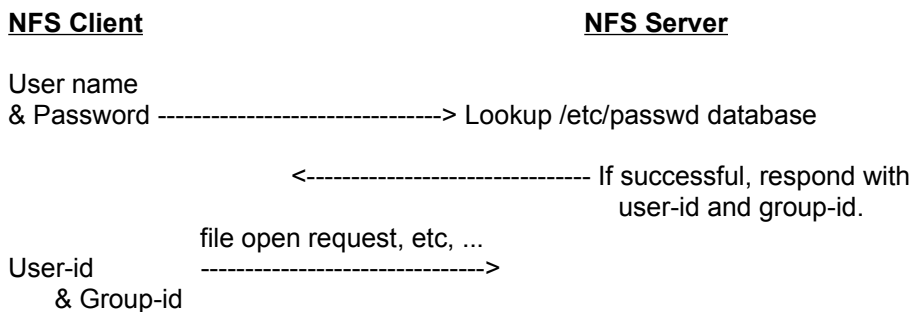 NFS Client NFS Server
User name
& Password --------------------------------> Lookup /etc/passwd database
<-------------------------------- If successful, respond with
user-id and group-id.
file open request, etc, ...
User-id -------------------------------->
& Group-id